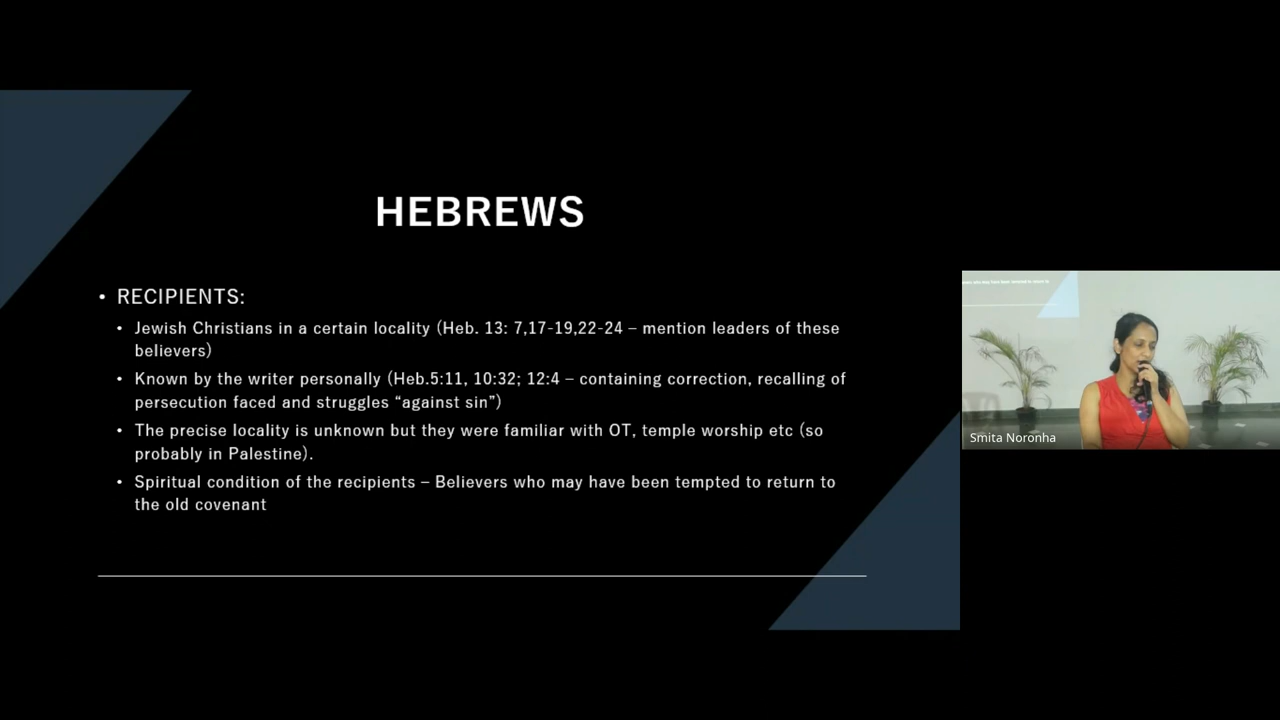 HEBREWS
• RECIPIENTS:
• Jewish Christians in a certain locality (Heb. 13: 7,17-19,22-24 – mention leaders of these
believers)
• Known by the writer personally (Heb.5:11, 10:32; 12:4 – containing correction, recalling of
persecution faced and struggles “against sin”)
• The precise locality is unknown but they were familiar with OT, temple worship etc (so
probably in Palestine).
• Spiritual condition of the recipients – Believers who may have been tempted to return to
the old covenant
Smita Noronha